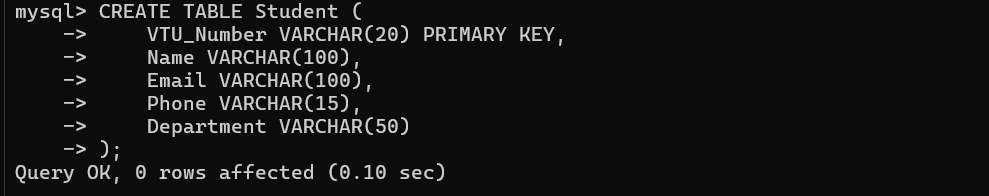 mysql> CREATE TABLE Student (
    ->     VTU_Number VARCHAR(20) PRIMARY KEY,
    ->     Name VARCHAR(100),
    ->     Email VARCHAR(100),
    ->     Phone VARCHAR(15),
    ->     Department VARCHAR(50)
    -> );
Query OK, 0 rows affected (0.10 sec)